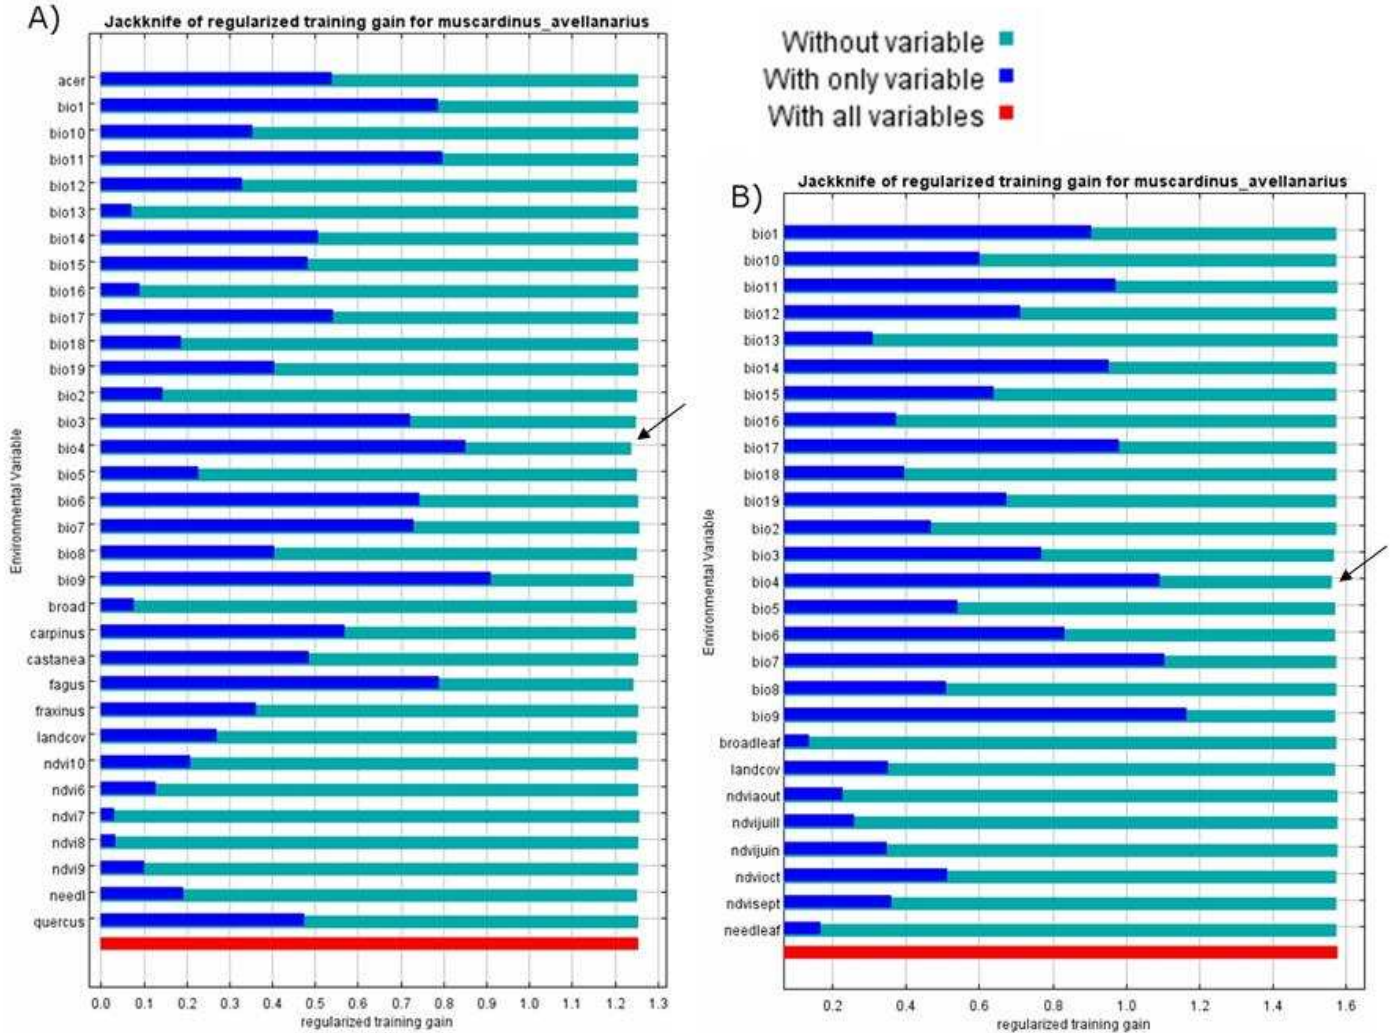 A)
Jackknife of regularized training gain for muscardinus_avellanarius
Without variable
With only variable
With all variables
Environmental Variable
acer
bio1
bio10
bio11
bio12
bio13
bio14
bio15
bio16
bio17
bio18
bio19
bio2
bio3
bio4
bio5
bio6
bio7
bio8
bio9
broad
carpinus
castanea
fagus
fraxinus
landcov
ndvi10
ndvi6
ndvi7
ndvi8
ndvi9
needl
quercus
0.0 0.1 0.2 0.3 0.4 0.5 0.6 0.7 0.8 0.9 1.0 1.1 1.2 1.3
regularized training gain
B)
Jackknife of regularized training gain for muscardinus_avellanarius
Environmental Variable
bio1
bio10
bio11
bio12
bio13
bio14
bio15
bio16
bio17
bio18
bio19
bio2
bio3
bio4
bio5
bio6
bio7
bio8
bio9
broadleaf
landcov
ndviaout
ndvijuill
ndvijuin
ndvioct
ndvisept
needleaf
0.2 0.4 0.6 0.8 1.0 1.2 1.4 1.6
regularized training gain